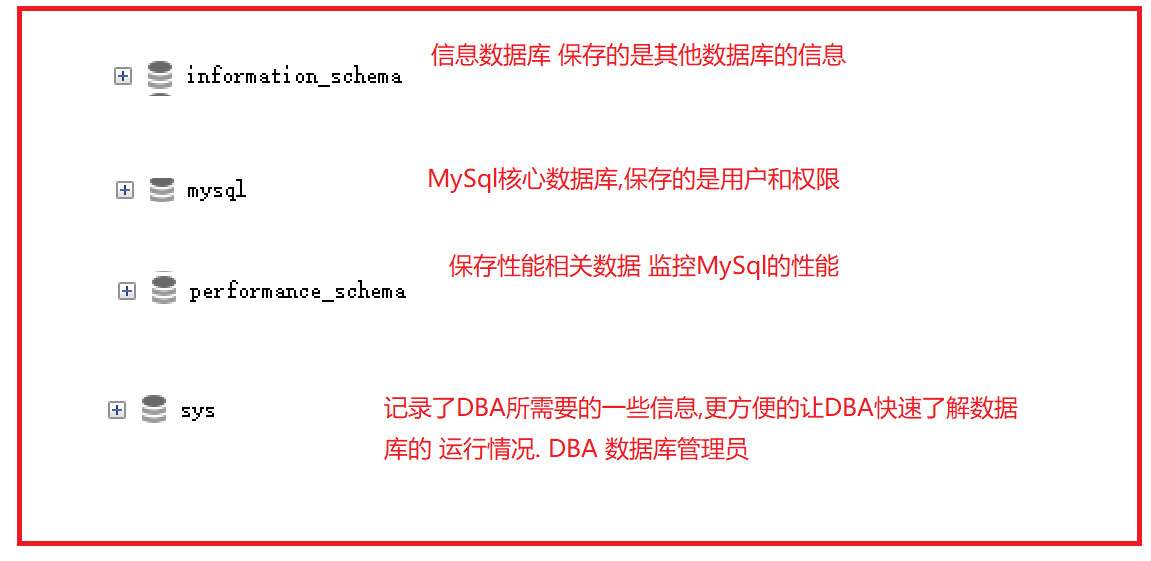 information_schema
信息数据库 保存的是其他数据库的信息
mysql
MySql核心数据库,保存的是用户和权限
performance_schema
保存性能相关数据 监控MySql的性能
sys
记录了DBA所需要的一些信息,更方便的让DBA快速了解数据
库的 运行情况. DBA 数据库管理员